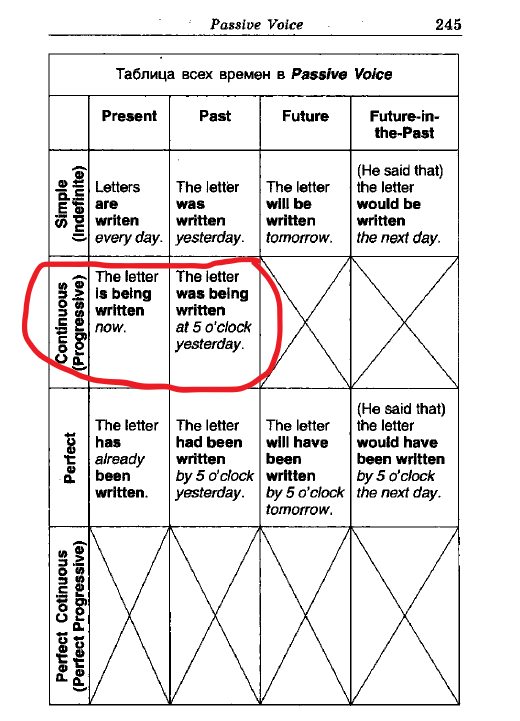 Passive Voice 245
Таблица всех времен в Passive Voice
Present Past Future Future-in-
the-Past
Simple
(Indefinite)
Letters
are
writen
every day.
The letter
was
written
yesterday.
The letter
will be
written
tomorrow.
(He said that)
the letter
would be
written
the next day.
Continuous
(Progressive)
The letter
is being
written
now.
The letter
was being
written
at 5 o'clock
yesterday.
Perfect
The letter
has
already
been
written.
The letter
had been
written
by 5 o'clock
yesterday.
The letter
will have
been
written
by 5 o'clock
tomorrow.
(He said that)
the letter
would have
been written
by 5 o'clock
the next day.
Perfect Cotinuous
(Perfect Progressive)